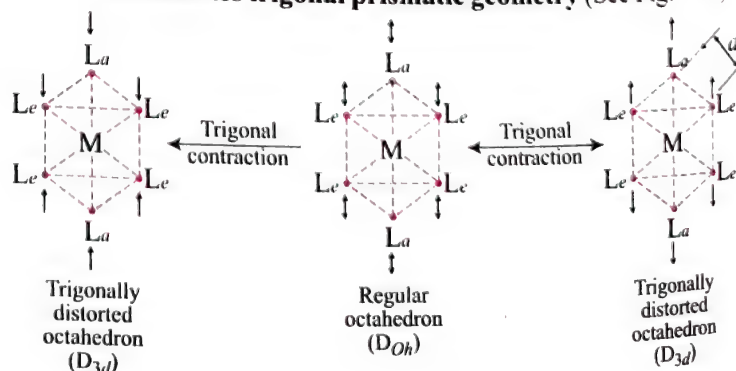 trigonal prismatic geometry (See
La La La d
Le Le Le Le Le Le
M Trigonal contraction M Trigonal contraction M
Le Le Le Le Le Le
La La La
Trigonally distorted octahedron (D3d)
Regular octahedron (DOh)
Trigonally distorted octahedron (D3d)